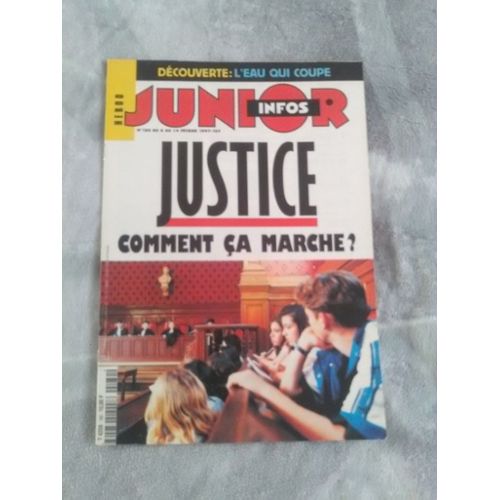 DÉCOUVERTE: L'EAU QUI COUPE
HEBDO
JUNIOR
INFOS
JUSTICE
COMMENT ÇA MARCHE?